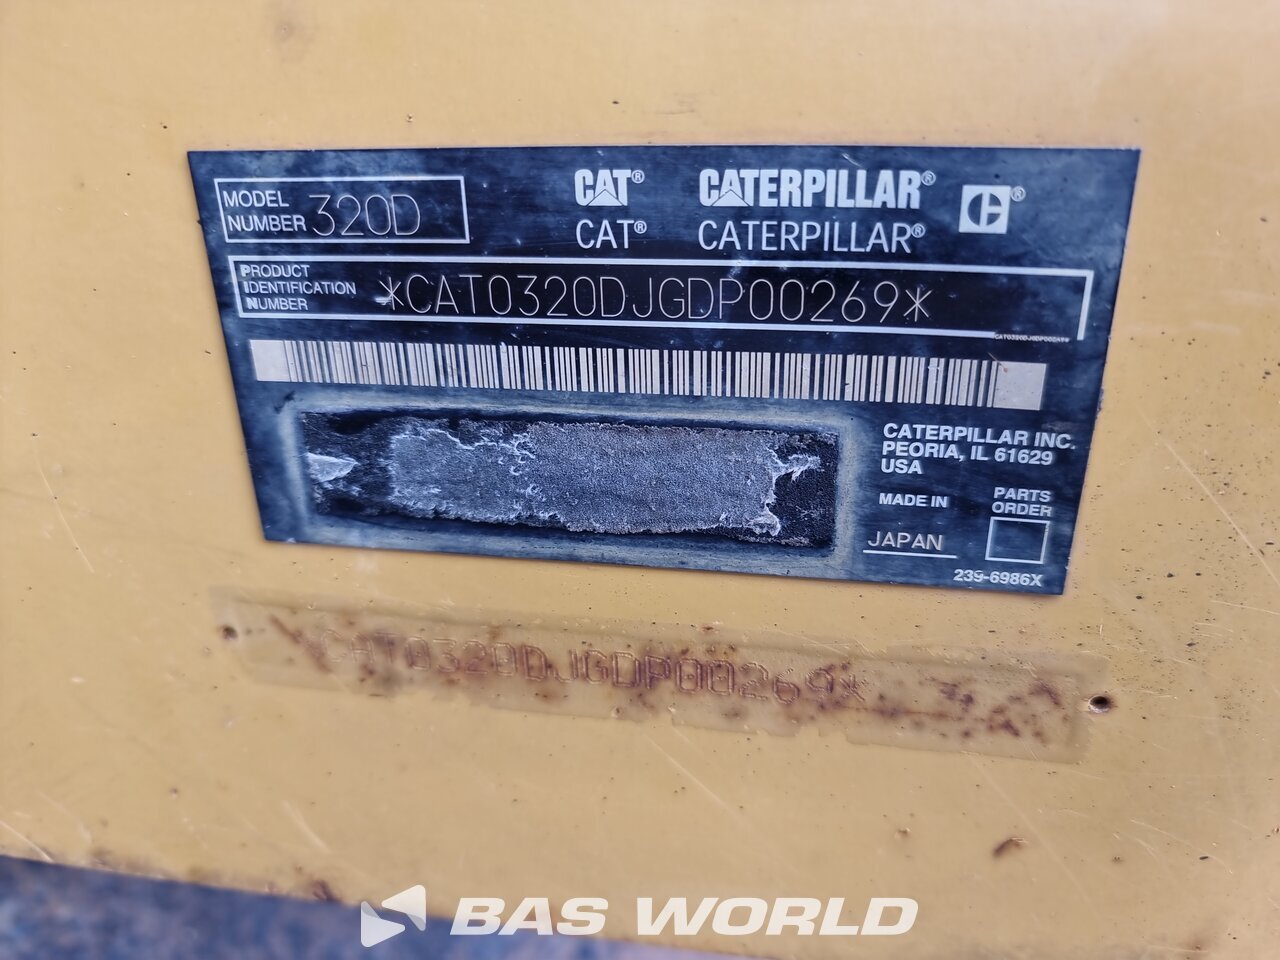 MODEL NUMBER 320D
CAT® CATERPILLAR® C®
CAT® CATERPILLAR®
PRODUCT IDENTIFICATION NUMBER *CAT0320DJGDP00269*
*CAT0320DJGDP00269*
CATERPILLAR INC.
PEORIA, IL 61629
USA
MADE IN
JAPAN
PARTS ORDER
239-6986X
*CAT0320DJGDP00269*
BAS WORLD